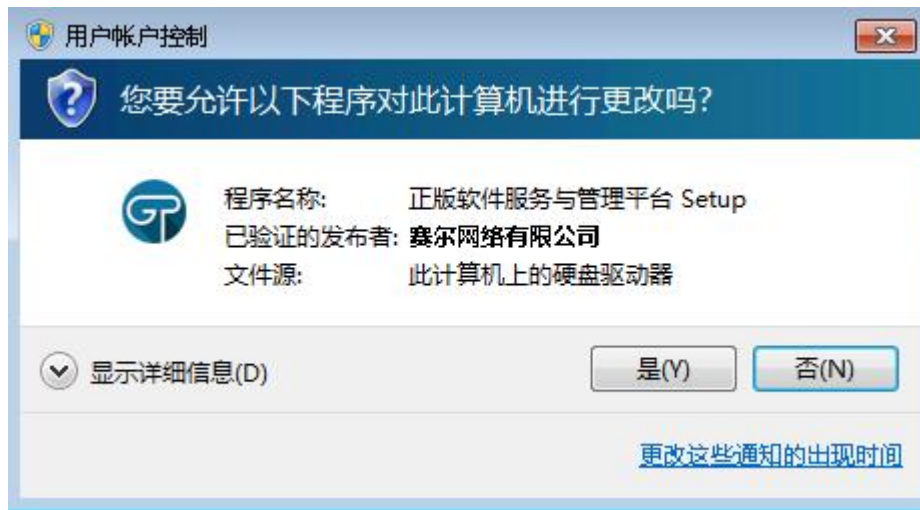 用户帐户控制
您要允许以下程序对此计算机进行更改吗?
程序名称: 正版软件服务与管理平台 Setup
已验证的发布者: 赛尔网络有限公司
文件源: 此计算机上的硬盘驱动器
显示详细信息(D) 是(Y) 否(N)
更改这些通知的出现时间